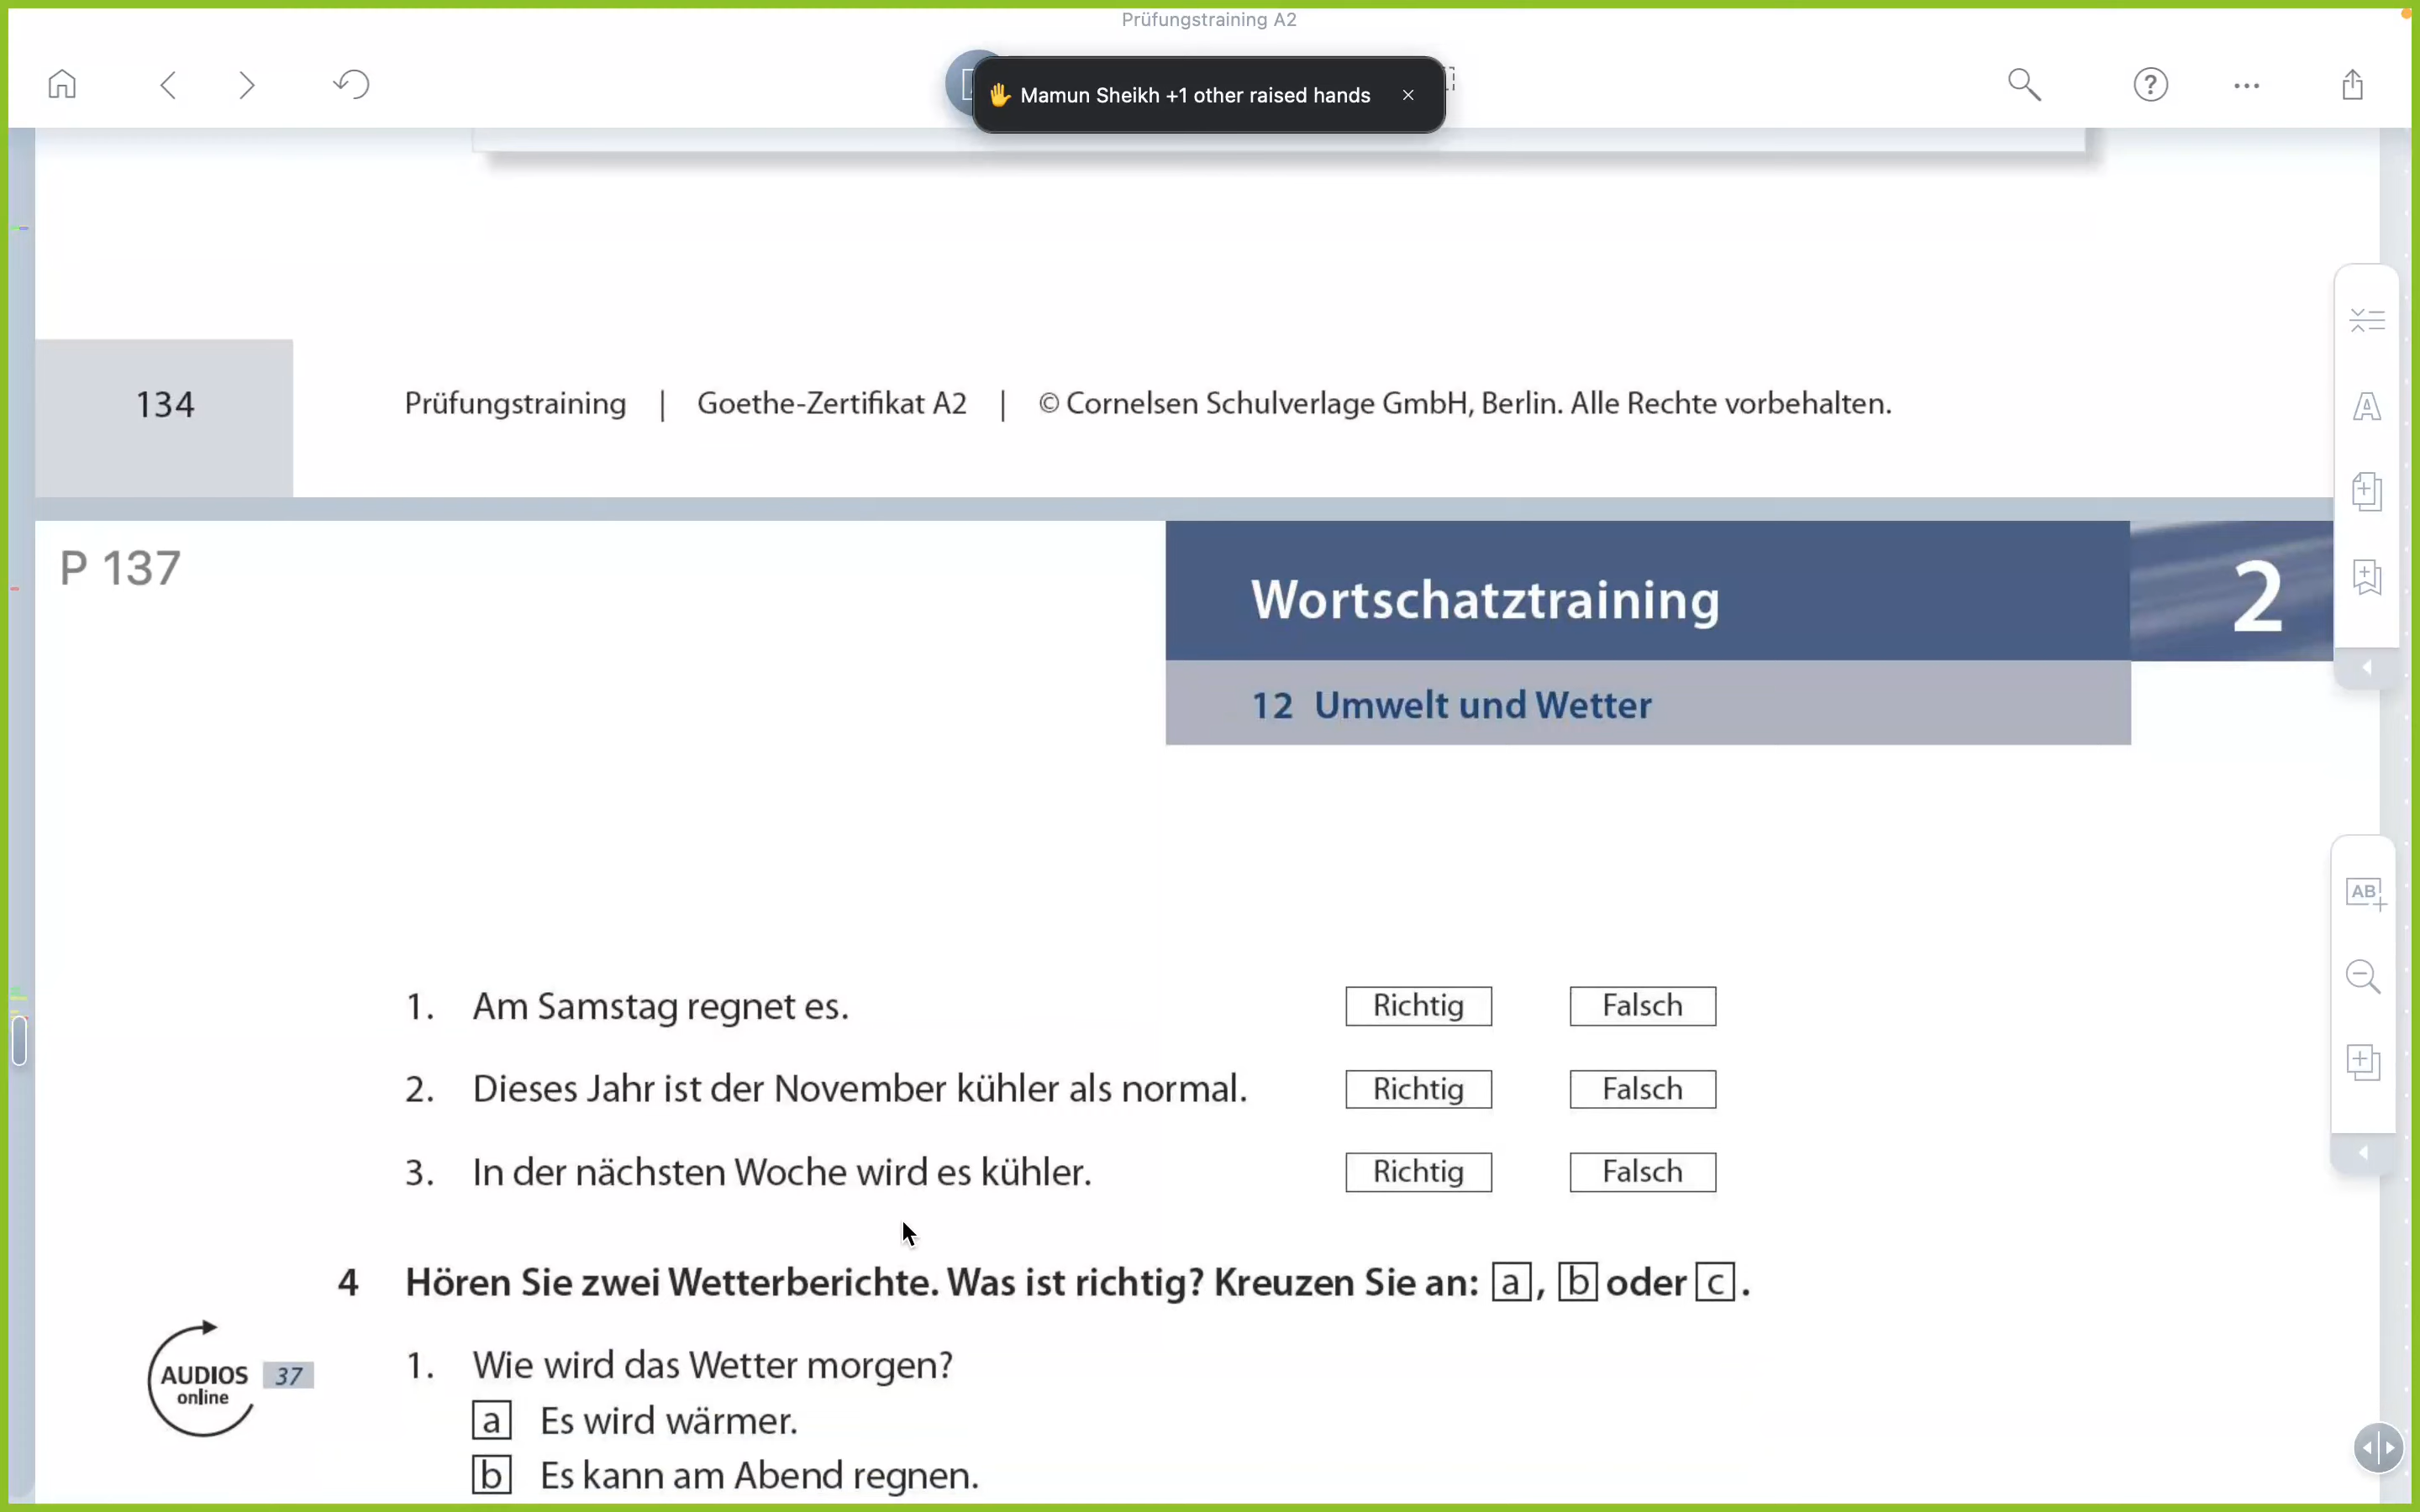 Prüfungstraining A2
✋ Mamun Sheikh +1 other raised hands ×
134 Prüfungstraining | Goethe-Zertifikat A2 | © Cornelsen Schulverlage GmbH, Berlin. Alle Rechte vorbehalten.
P 137
Wortschatztraining 2
12 Umwelt und Wetter
1. Am Samstag regnet es. Richtig Falsch
2. Dieses Jahr ist der November kühler als normal. Richtig Falsch
3. In der nächsten Woche wird es kühler. Richtig Falsch
4 Hören Sie zwei Wetterberichte. Was ist richtig? Kreuzen Sie an: a, b oder c.
AUDIOS online 37
1. Wie wird das Wetter morgen?
a Es wird wärmer.
b Es kann am Abend regnen.
A
AB